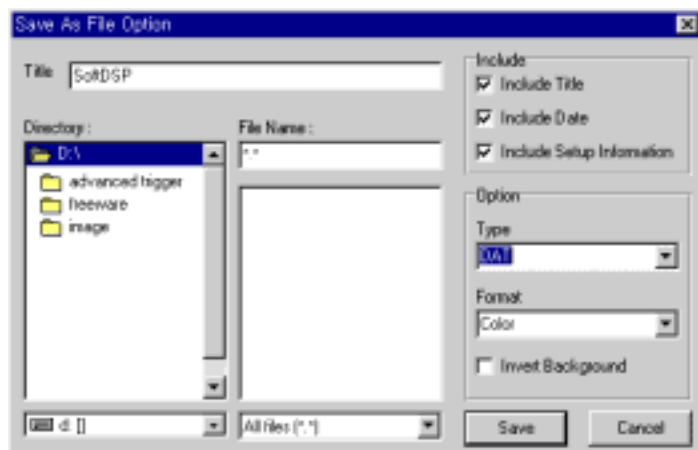 Save As File Option
Title
SoftDSP
Directory :
D:\
advanced trigger
freeware
image
d: []
File Name :
*.*
All files (*.*)
Include
Include Title
Include Date
Include Setup Information
Option
Type
DAT
Format
Color
Invert Background
Save
Cancel